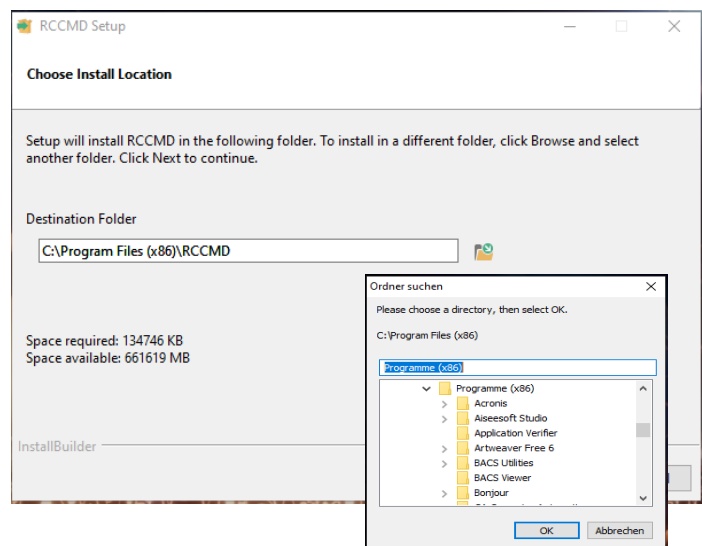 RCCMD Setup
Choose Install Location
Setup will install RCCMD in the following folder. To install in a different folder, click Browse and select
another folder. Click Next to continue.
Destination Folder
C:\Program Files (x86)\RCCMD
Space required: 134746 KB
Space available: 661619 MB
InstallBuilder
Ordner suchen
Please choose a directory, then select OK.
C:\Program Files (x86)
Programme (x86)
Programme (x86)
Acronis
Aiseesoft Studio
Application Verifier
Artweaver Free 6
BACS Utilities
BACS Viewer
Bonjour
OK
Abbrechen